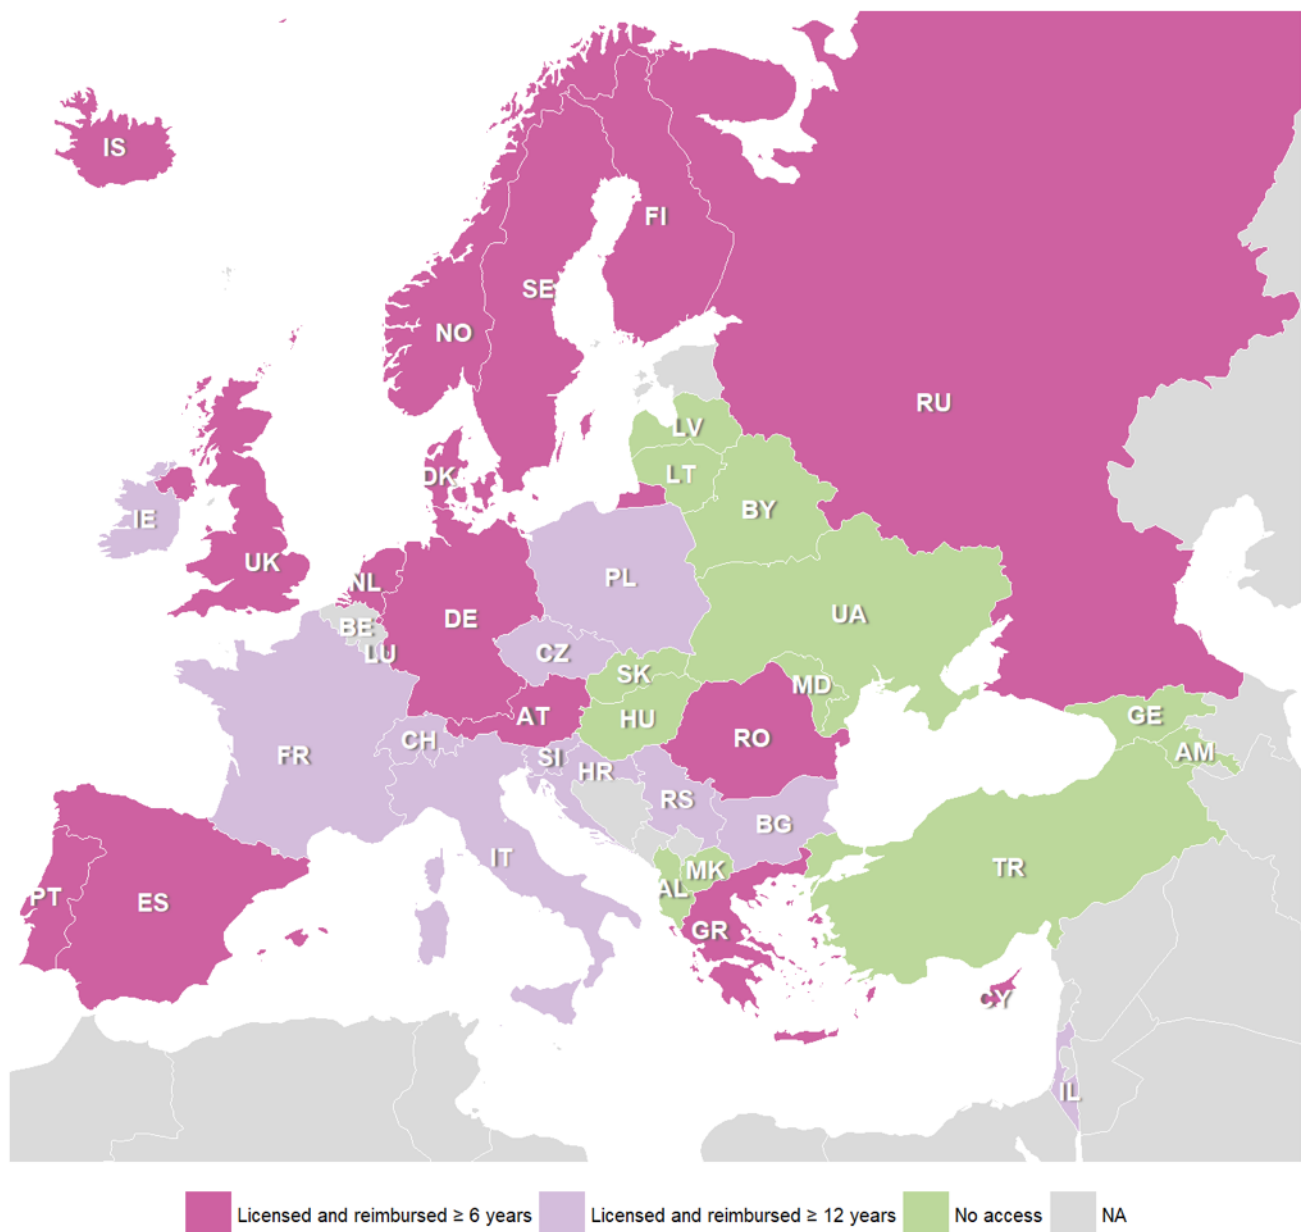 IS
FI
SE
NO
RU
LV
DK
LT
IE
BY
UK
NL
PL
DE
UA
BE
LU
CZ
SK
MD
AT
HU
GE
CH
RO
FR
SI
AM
HR
RS
BG
IT
TR
MK
AL
PT
ES
GR
CY
IL
Licensed and reimbursed ≥ 6 years Licensed and reimbursed ≥ 12 years No access NA